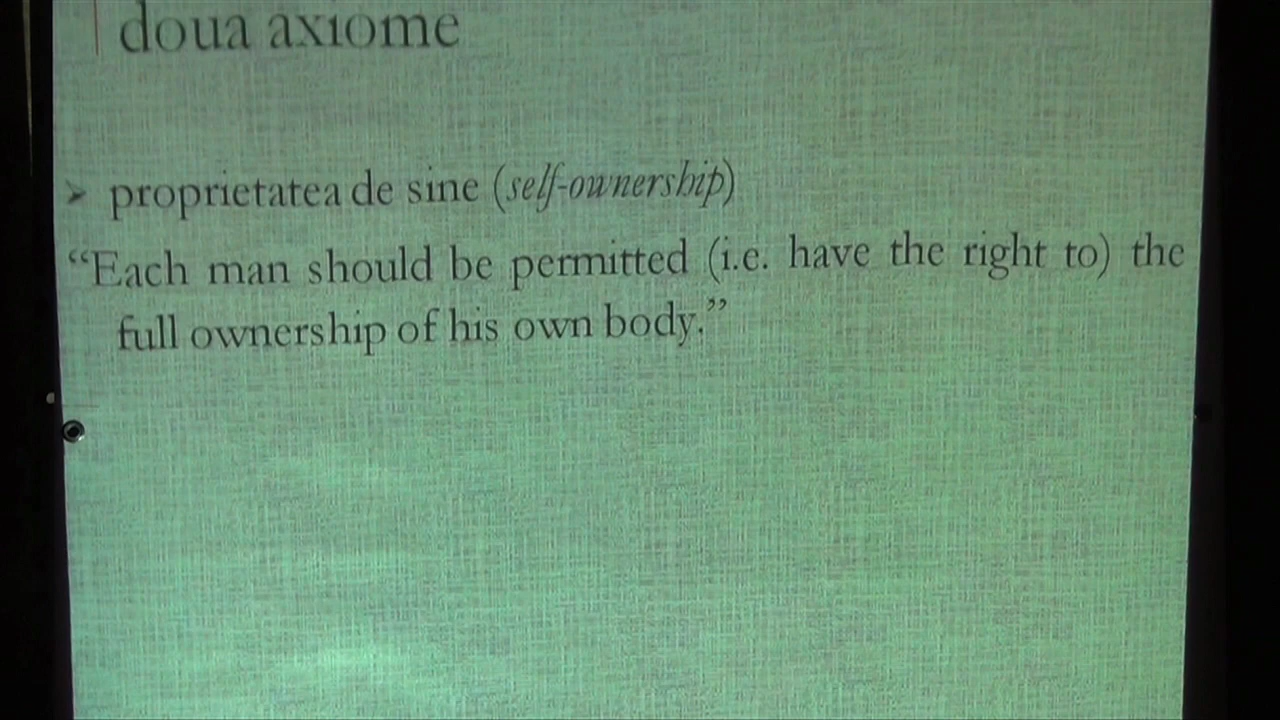 doua axiome
➢ proprietatea de sine (self-ownership)
“Each man should be permitted (i.e. have the right to) the
full ownership of his own body.”